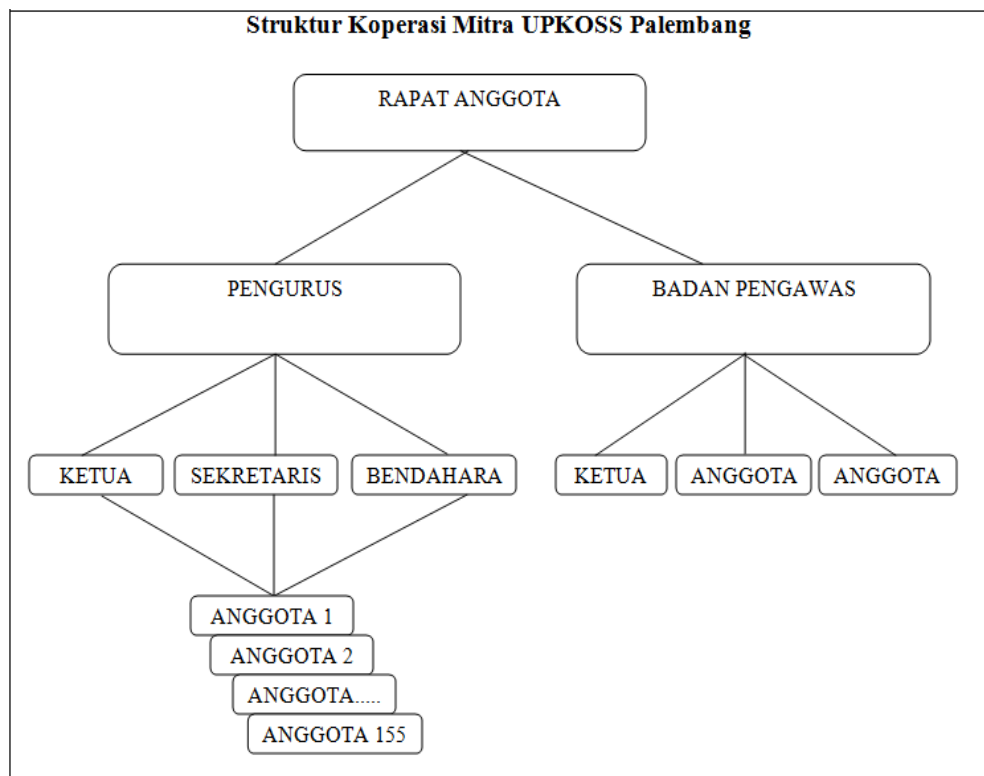 Struktur Koperasi Mitra UPKOSS Palembang
RAPAT ANGGOTA
PENGURUS
BADAN PENGAWAS
KETUA
SEKRETARIS
BENDAHARA
KETUA
ANGGOTA
ANGGOTA
ANGGOTA 1
ANGGOTA 2
ANGGOTA.....
ANGGOTA 155